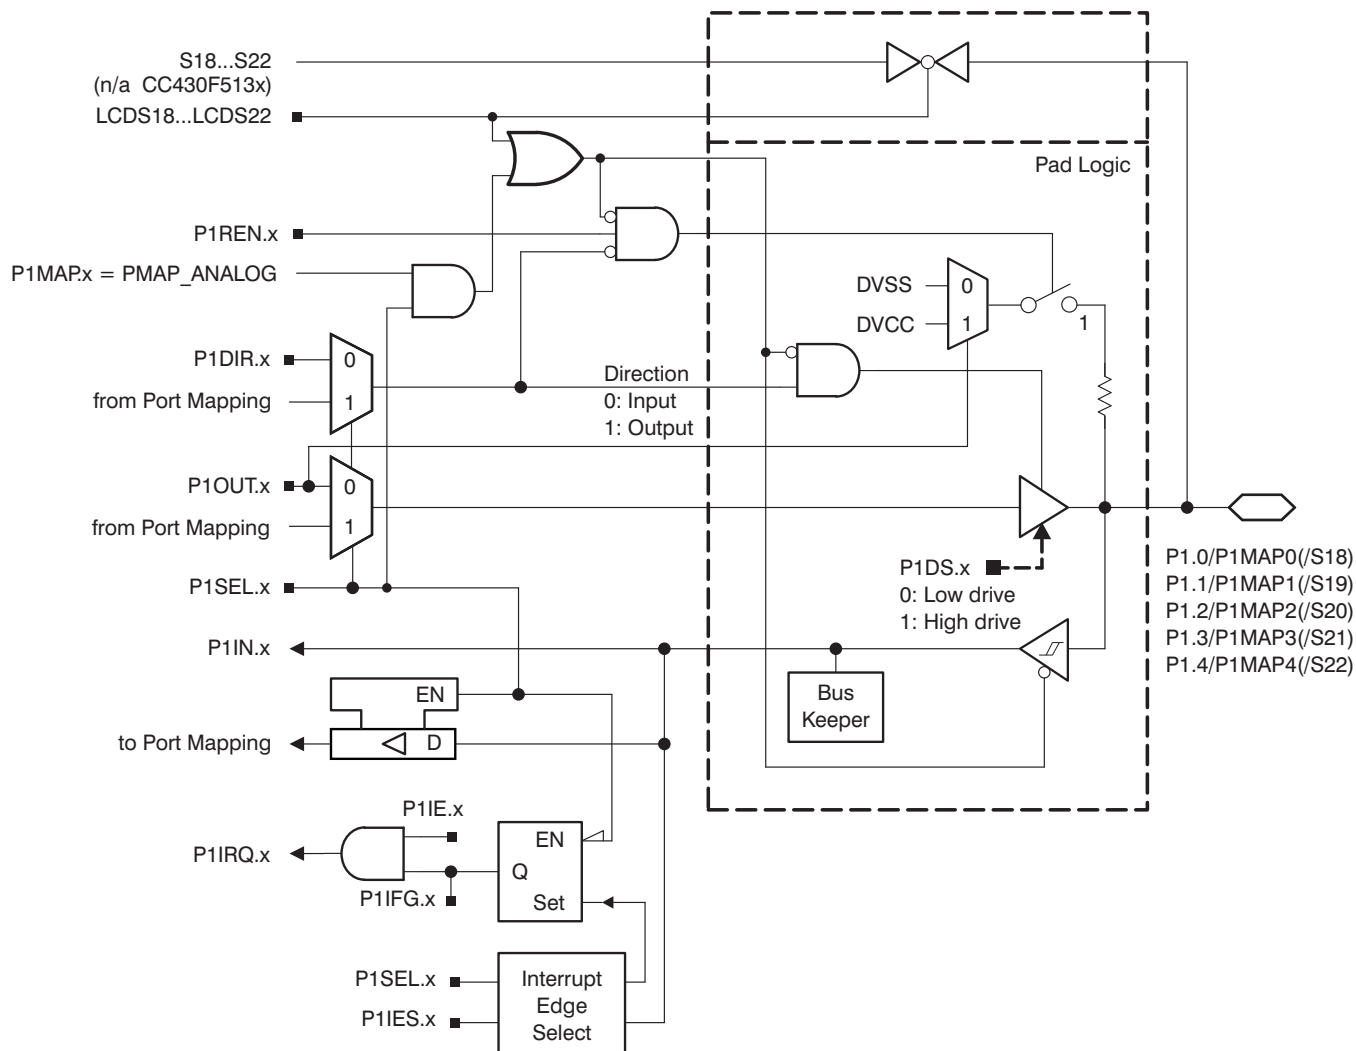 S18...S22
(n/a CC430F513x)
LCDS18...LCDS22
Pad Logic
P1REN.x
P1MAP.x = PMAP_ANALOG
DVSS
0
DVCC
1
1
P1DIR.x
0
from Port Mapping
1
Direction
0: Input
1: Output
P1OUT.x
0
from Port Mapping
1
P1SEL.x
P1DS.x
0: Low drive
1: High drive
P1.0/P1MAP0(/S18)
P1.1/P1MAP1(/S19)
P1.2/P1MAP2(/S20)
P1.3/P1MAP3(/S21)
P1.4/P1MAP4(/S22)
P1IN.x
Bus
Keeper
EN
to Port Mapping
D
P1IE.x
P1IRQ.x
EN
Q
P1IFG.x
Set
P1SEL.x
P1IES.x
Interrupt
Edge
Select